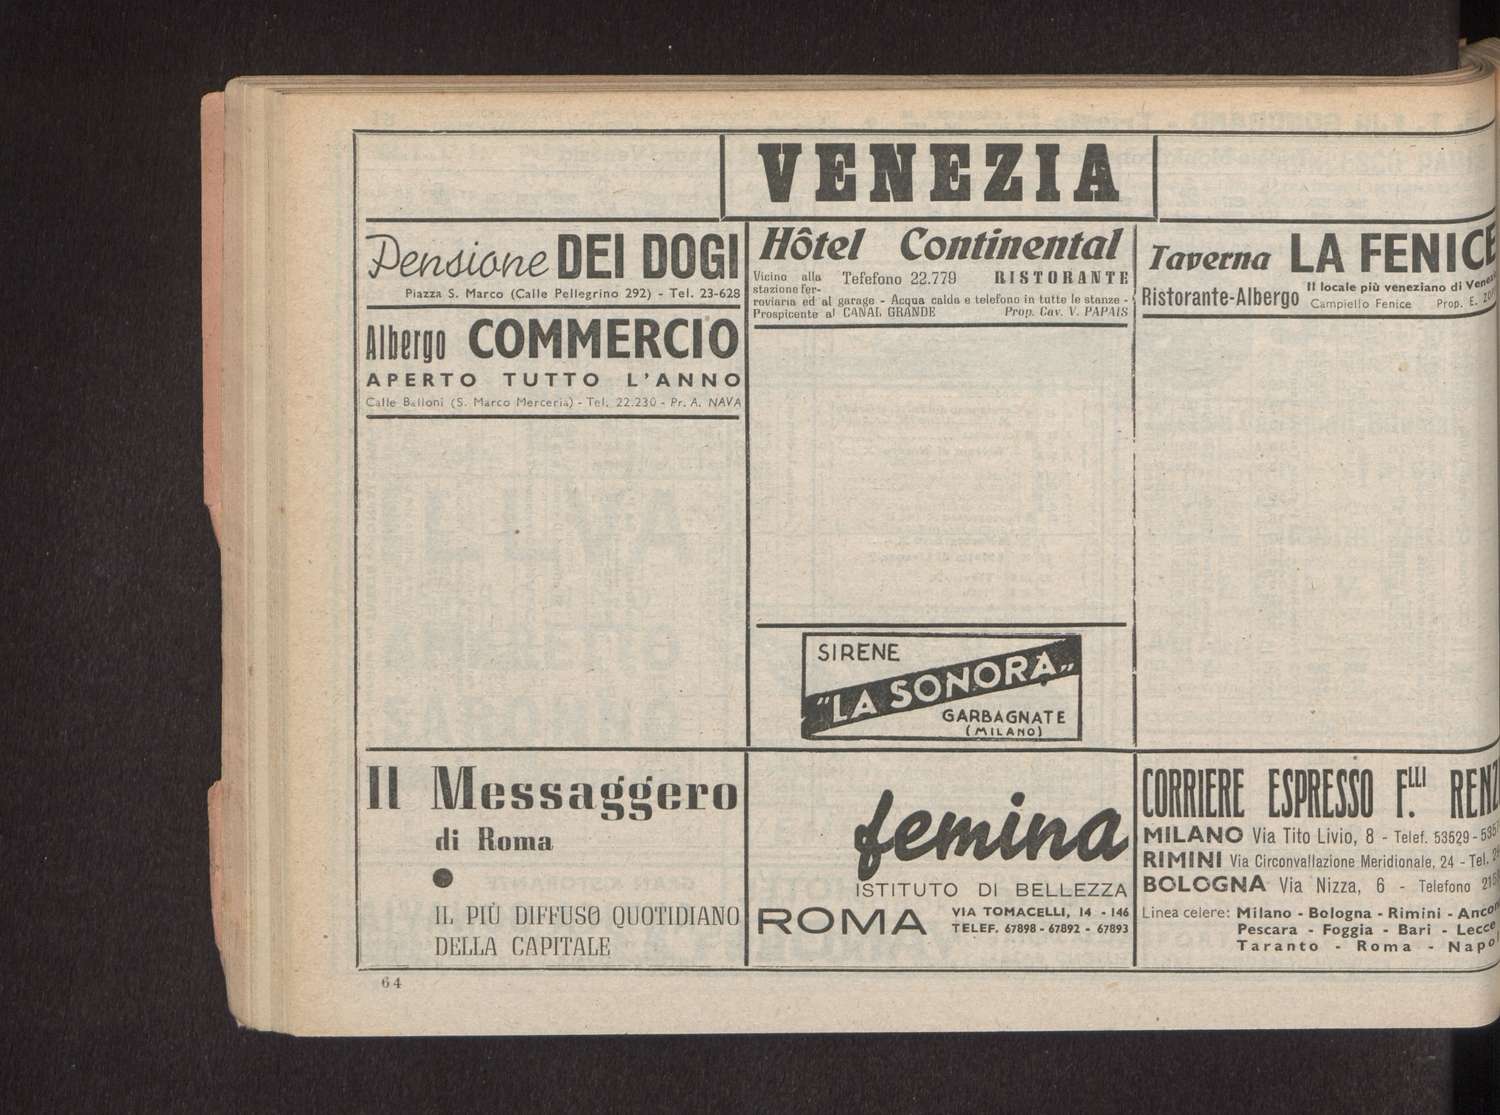 VENEZIA
Pensione DEI DOGI
Piazza S. Marco (Calle Pellegrino 292) - Tel. 23-628
Albergo COMMERCIO
APERTO TUTTO L'ANNO
Calle Balloni (S. Marco Merceria) - Tel. 22.230 - Pr. A. NAVA
Hôtel Continental
Vicino alla stazione fer- Tefefono 22.779 RISTORANTE
roviaria ed al garage - Acqua calda e telefono in tutte le stanze -
Prospicente al CANAL GRANDE Prop. Cav. V. PAPAIS
Taverna LA FENICE
Ristorante-Albergo Il locale più veneziano di
Campiello Fenice Prop. E.
SIRENE
"LA SONORA„
GARBAGNATE
(MILANO)
Il Messaggero
di Roma
IL PIÙ DIFFUSO QUOTIDIANO
DELLA CAPITALE
femina
ISTITUTO DI BELLEZZA
ROMA VIA TOMACELLI, 14 - 146
TELEF. 67898 - 67892 - 67893
CORRIERE ESPRESSO F.LLI
MILANO Via Tito Livio, 8 - Telef. 53529 -
RIMINI Via Circonvallazione Meridionale, 24 - Tel.
BOLOGNA Via Nizza, 6 - Telefono
Linea celere: Milano - Bologna - Rimini - Ancon
Pescara - Foggia - Bari - Lecce
Taranto - Roma - Napo
64